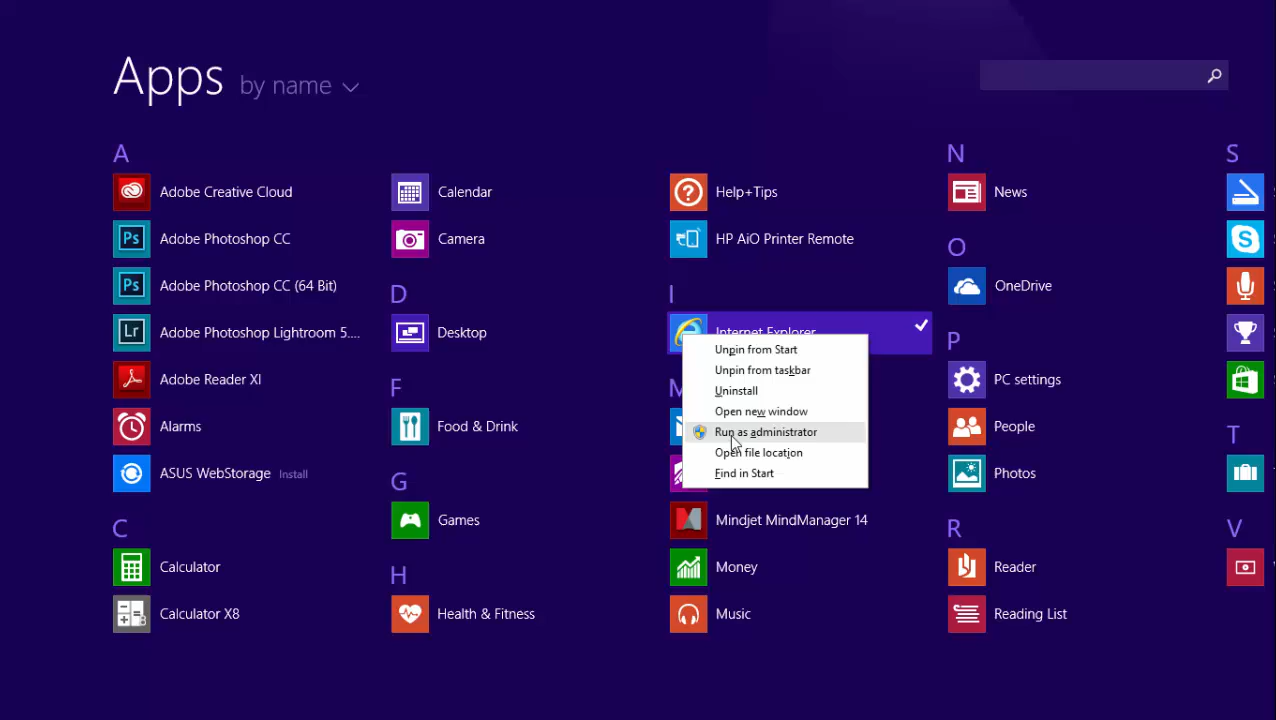 Apps by name
A
Adobe Creative Cloud
Ps Adobe Photoshop CC
Ps Adobe Photoshop CC (64 Bit)
Lr Adobe Photoshop Lightroom 5....
Adobe Reader XI
Alarms
ASUS WebStorage Install
C
Calculator
Calculator X8
Calendar
Camera
D
Desktop
F
Food & Drink
G
Games
H
Health & Fitness
Help+Tips
HP AiO Printer Remote
I
Internet Explorer
Unpin from Start
Unpin from taskbar
Uninstall
Open new window
Run as administrator
Open file location
Find in Start
Mindjet MindManager 14
Money
Music
N
News
O
OneDrive
P
PC settings
People
Photos
R
Reader
Reading List
S
T
V